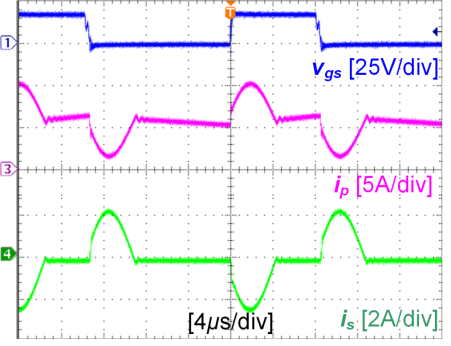 T
1
v_gs [25V/div]
3
i_p [5A/div]
4
[4µs/div]
i_s [2A/div]